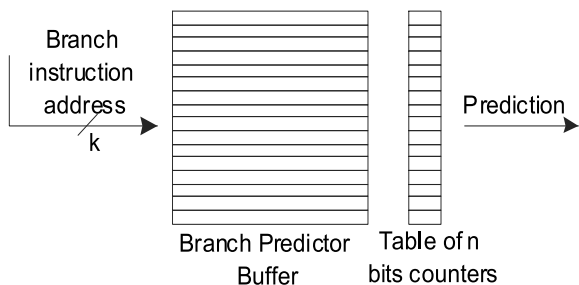 Branch
instruction
address
k
Prediction
Branch Predictor
Buffer
Table of n
bits counters